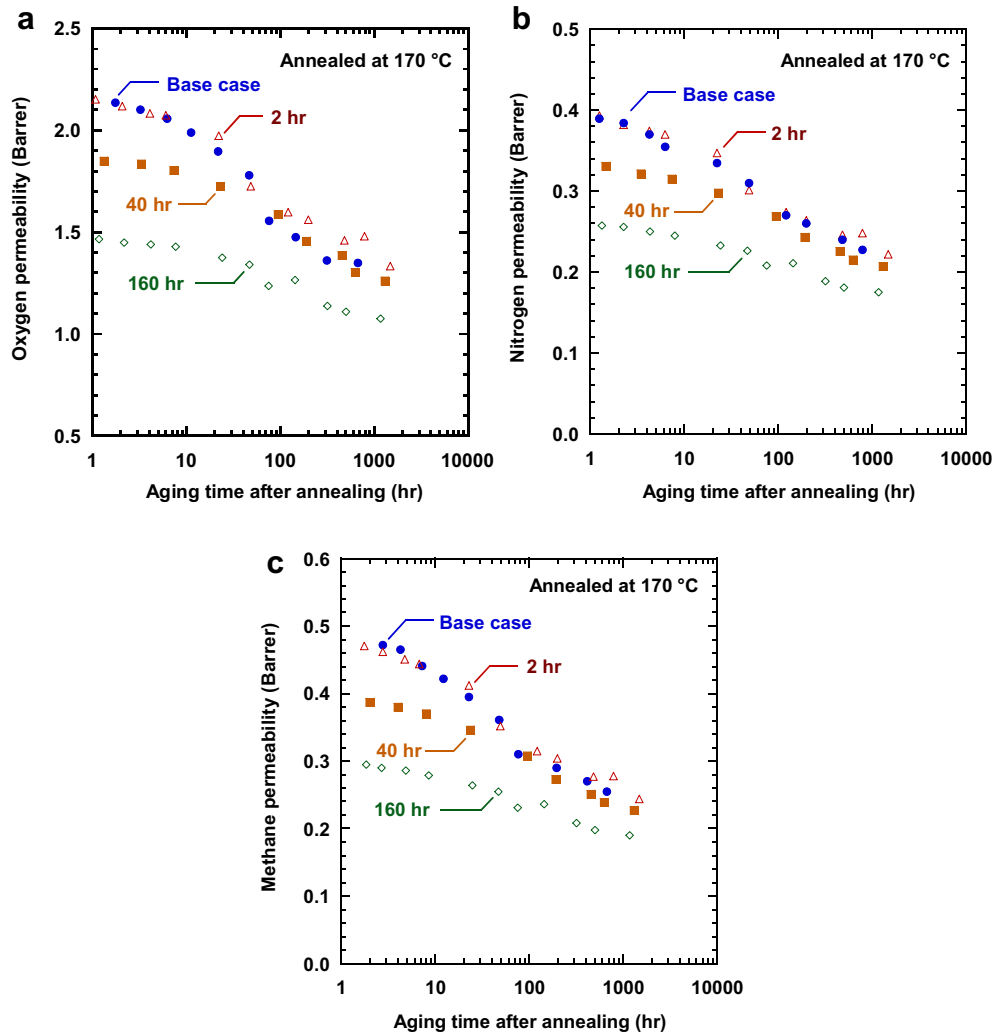 a
Oxygen permeability (Barrer)
2.5
2.0
1.5
1.0
0.5
Annealed at 170 °C
Base case
2 hr
40 hr
160 hr
1
10
100
1000
10000
Aging time after annealing (hr)
b
Nitrogen permeability (Barrer)
0.5
0.4
0.3
0.2
0.1
0.0
Annealed at 170 °C
Base case
2 hr
40 hr
160 hr
1
10
100
1000
10000
Aging time after annealing (hr)
c
Methane permeability (Barrer)
0.6
0.5
0.4
0.3
0.2
0.1
0.0
Annealed at 170 °C
Base case
2 hr
40 hr
160 hr
1
10
100
1000
10000
Aging time after annealing (hr)